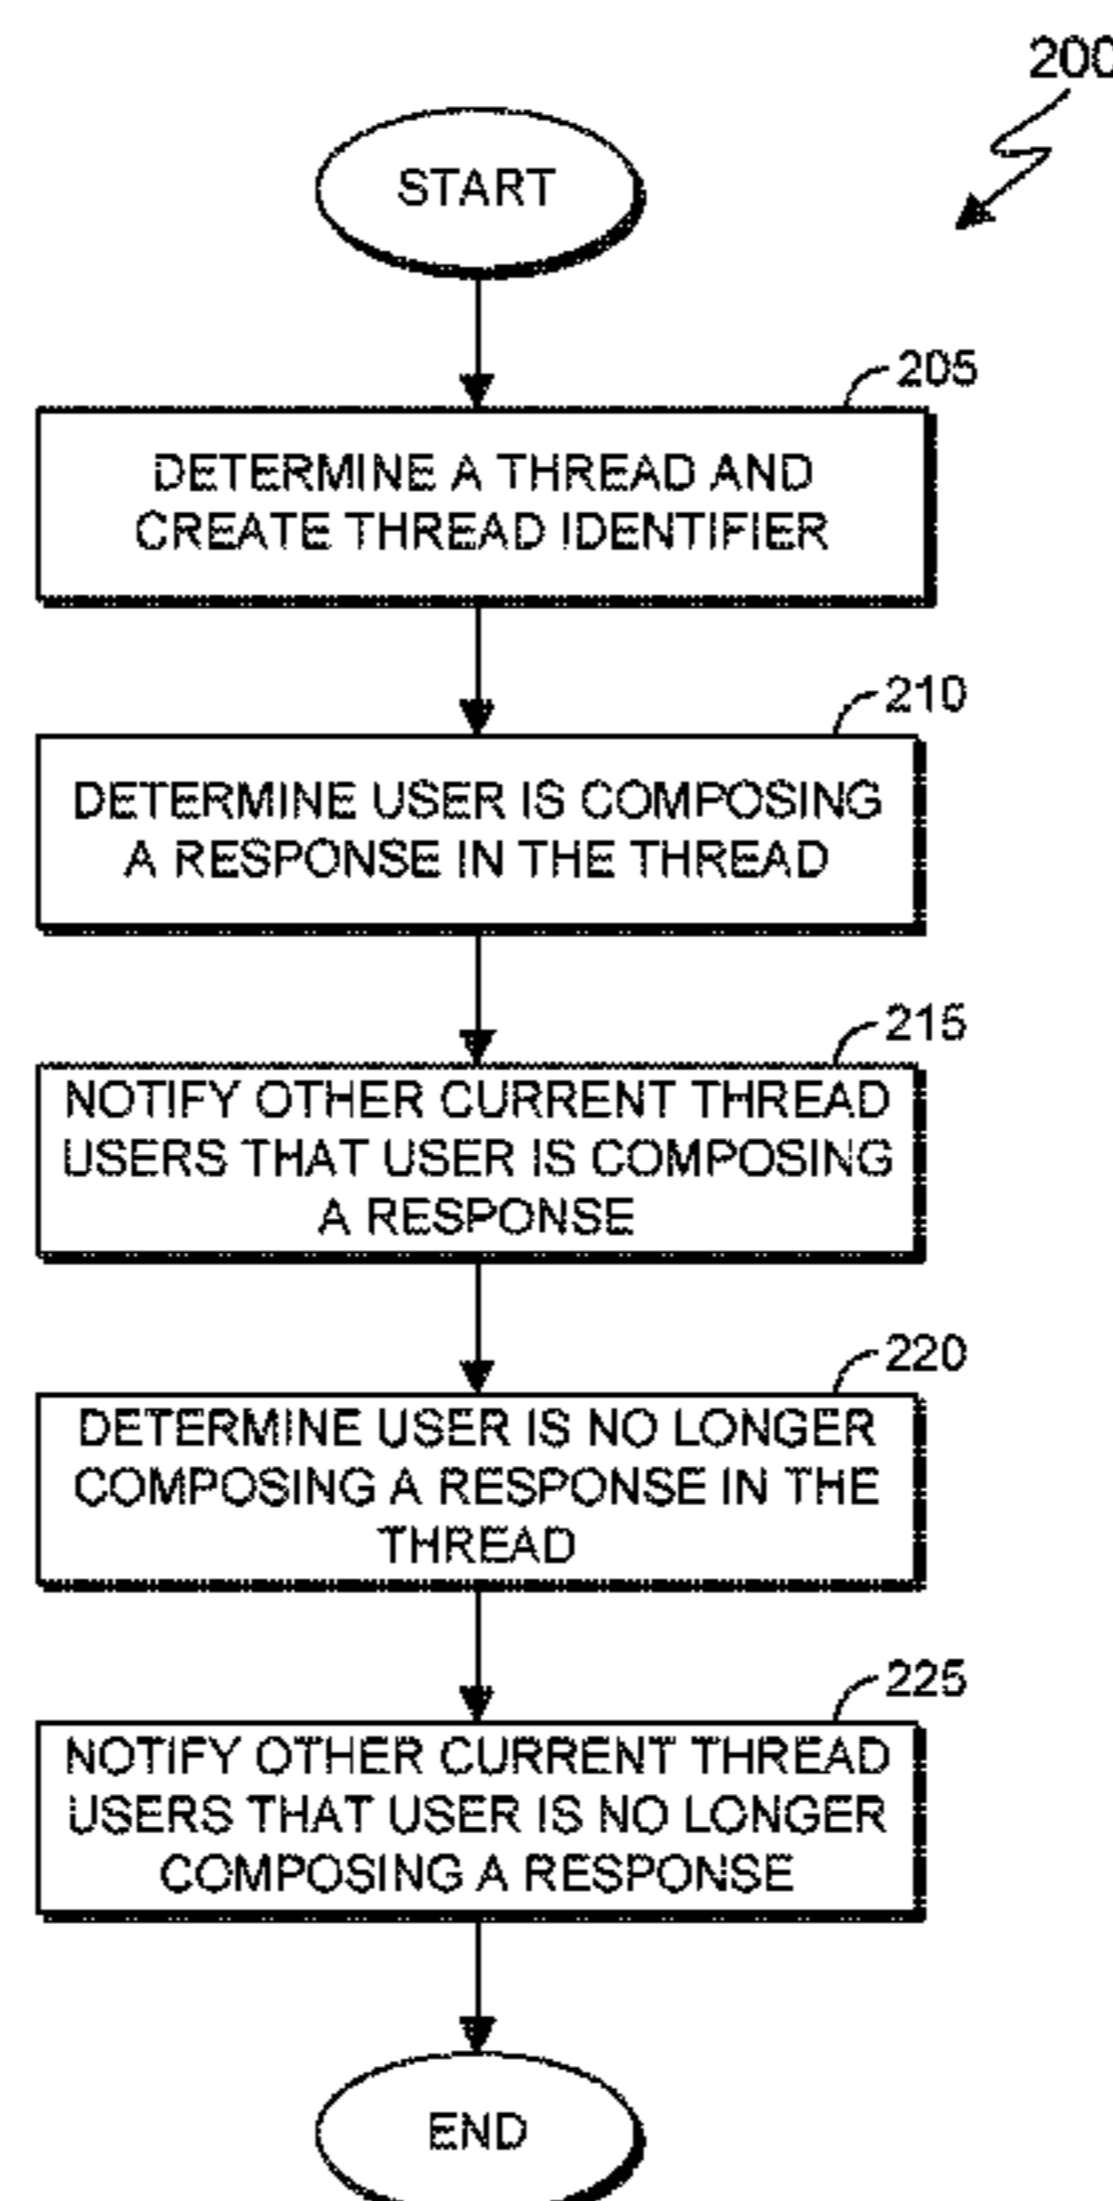 200
START
205
DETERMINE A THREAD AND
CREATE THREAD IDENTIFIER
210
DETERMINE USER IS COMPOSING
A RESPONSE IN THE THREAD
215
NOTIFY OTHER CURRENT THREAD
USERS THAT USER IS COMPOSING
A RESPONSE
220
DETERMINE USER IS NO LONGER
COMPOSING A RESPONSE IN THE
THREAD
225
NOTIFY OTHER CURRENT THREAD
USERS THAT USER IS NO LONGER
COMPOSING A RESPONSE
END